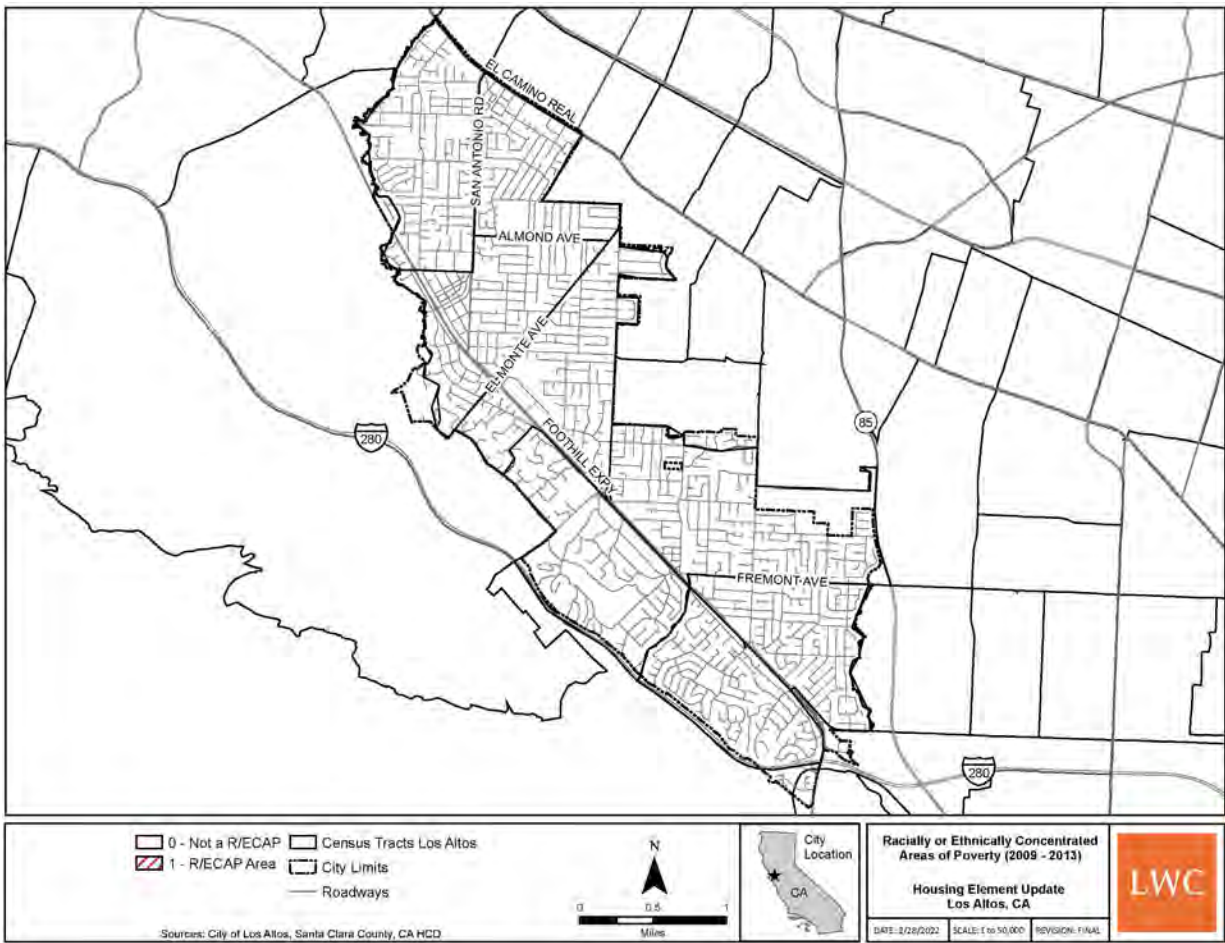 EL CAMINO REAL
SAN ANTONIO RD
ALMOND AVE
EL MONTE AVE
FOOTHILL EXPY
85
280
FREMONT AVE
280
0 - Not a R/ECAP
1 - R/ECAP Area
Census Tracts Los Altos
City Limits
Roadways
Sources: City of Los Altos, Santa Clara County, CA HCD
N
0 0.5 1
Miles
City
Location
CA
Racially or Ethnically Concentrated
Areas of Poverty (2009 - 2013)
Housing Element Update
Los Altos, CA
DATE: 2/28/2022 SCALE: 1 to 50,000 REVISION: FINAL
LWC